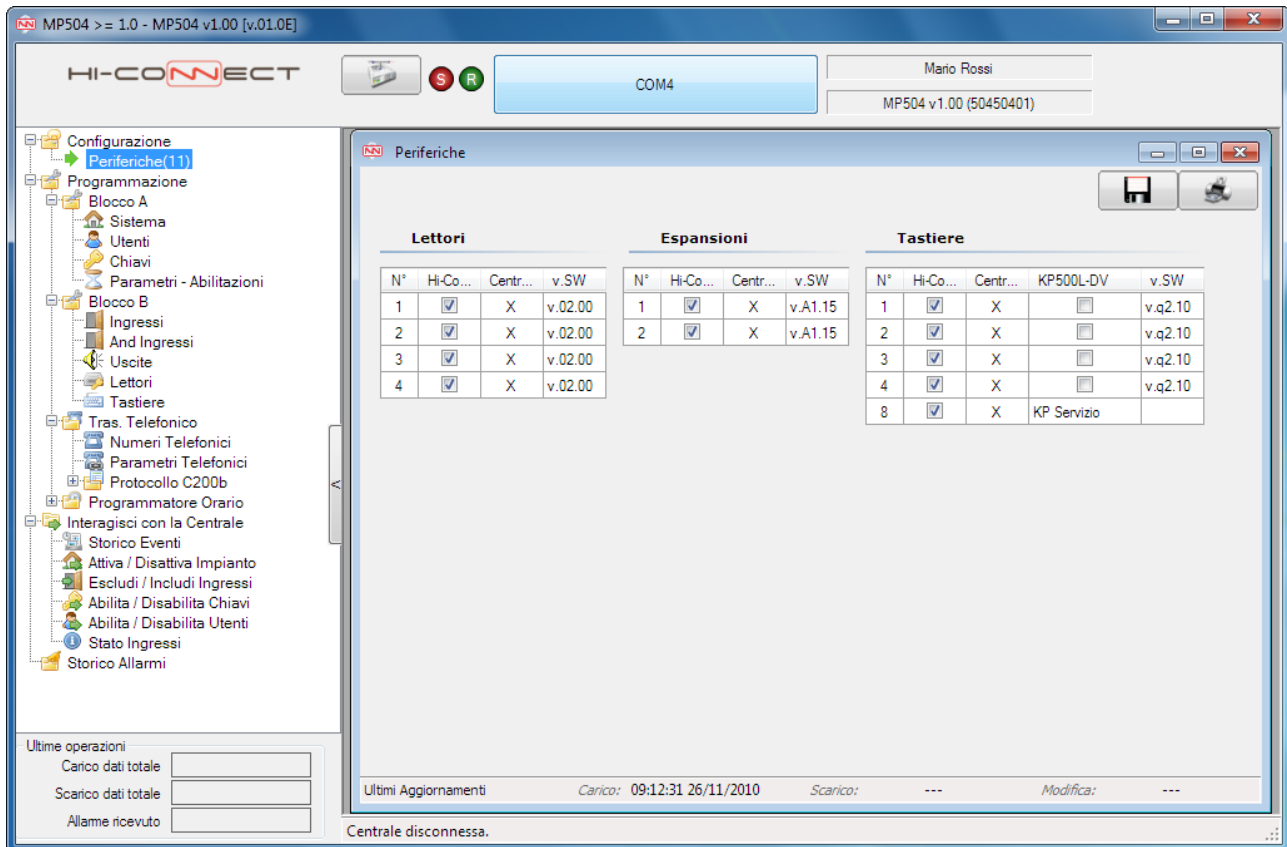 MP504 >= 1.0 - MP504 v1.00 [v.01.0E]
HI-CONNECT
S R
COM4
Mario Rossi
MP504 v1.00 (50450401)
Configurazione
Periferiche(11)
Programmazione
Blocco A
Sistema
Utenti
Chiavi
Parametri - Abilitazioni
Blocco B
Ingressi
And Ingressi
Uscite
Lettori
Tastiere
Tras. Telefonico
Numeri Telefonici
Parametri Telefonici
Protocollo C200b
Programmatore Orario
Interagisci con la Centrale
Storico Eventi
Attiva / Disattiva Impianto
Escludi / Includi Ingressi
Abilita / Disabilita Chiavi
Abilita / Disabilita Utenti
Stato Ingressi
Storico Allarmi
<
Ultime operazioni
Carico dati totale
Scarico dati totale
Allarme ricevuto
Periferiche
Lettori
N° Hi-Co... Centr... v.SW
1 X v.02.00
2 X v.02.00
3 X v.02.00
4 X v.02.00
Espansioni
N° Hi-Co... Centr... v.SW
1 X v.A1.15
2 X v.A1.15
Tastiere
N° Hi-Co... Centr... KP500L-DV v.SW
1 X v.q2.10
2 X v.q2.10
3 X v.q2.10
4 X v.q2.10
8 X KP Servizio
Ultimi Aggiornamenti Carico: 09:12:31 26/11/2010 Scarico: --- Modifica: ---
Centrale disconnessa.